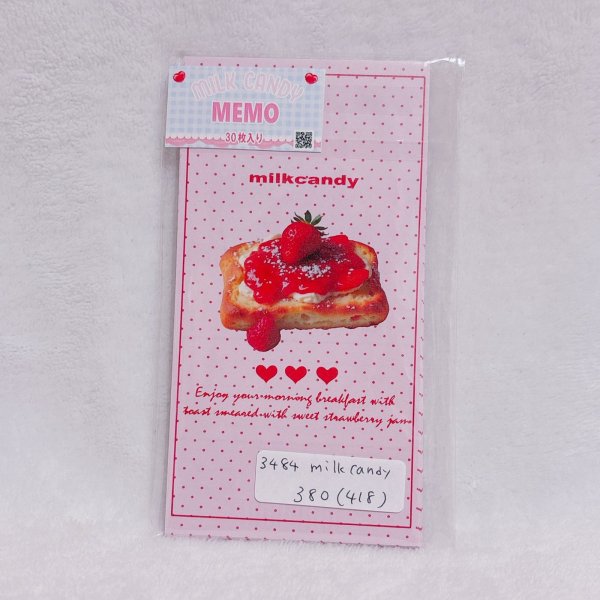 MILK CANDY
MEMO
30枚入り
milkcandy
Enjoy your morning breakfast with
toast smeared with sweet strawberry jam
3484 milk candy
380(418)